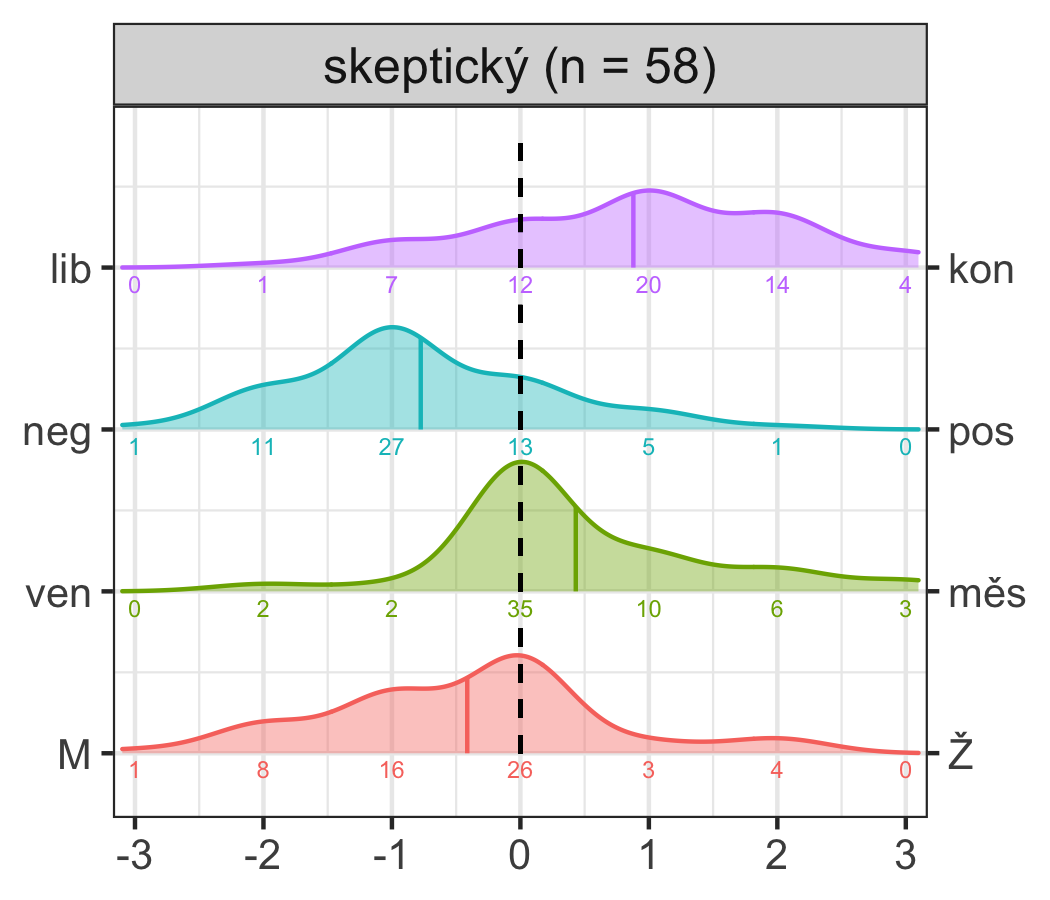 skeptický (n = 58)
lib kon
0 1 7 12 20 14 4
neg pos
1 11 27 13 5 1 0
ven měs
0 2 2 35 10 6 3
M Ž
1 8 16 26 3 4 0
-3 -2 -1 0 1 2 3